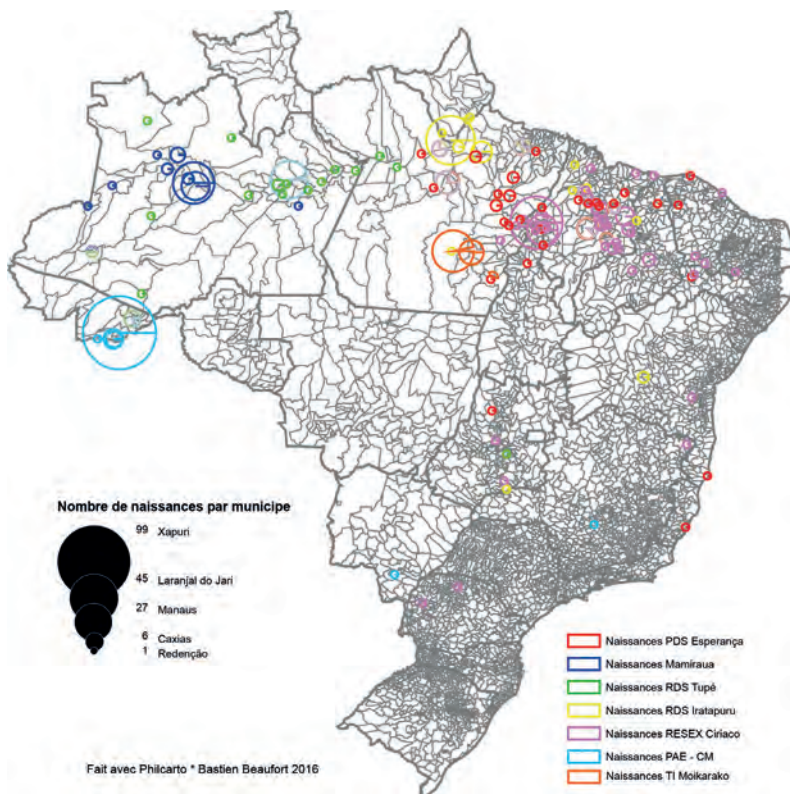 Nombre de naissances par municipe
99 Xapuri
45 Laranjal do Jari
27 Manaus
6 Caxias
1 Redenção
Naissances PDS Esperança
Naissances Mamiraua
Naissances RDS Tupé
Naissances RDS Iratapuru
Naissances RESEX Ciriaco
Naissances PAE - CM
Naissances TI Moikarako
Fait avec Philcarto * Bastien Beaufort 2016